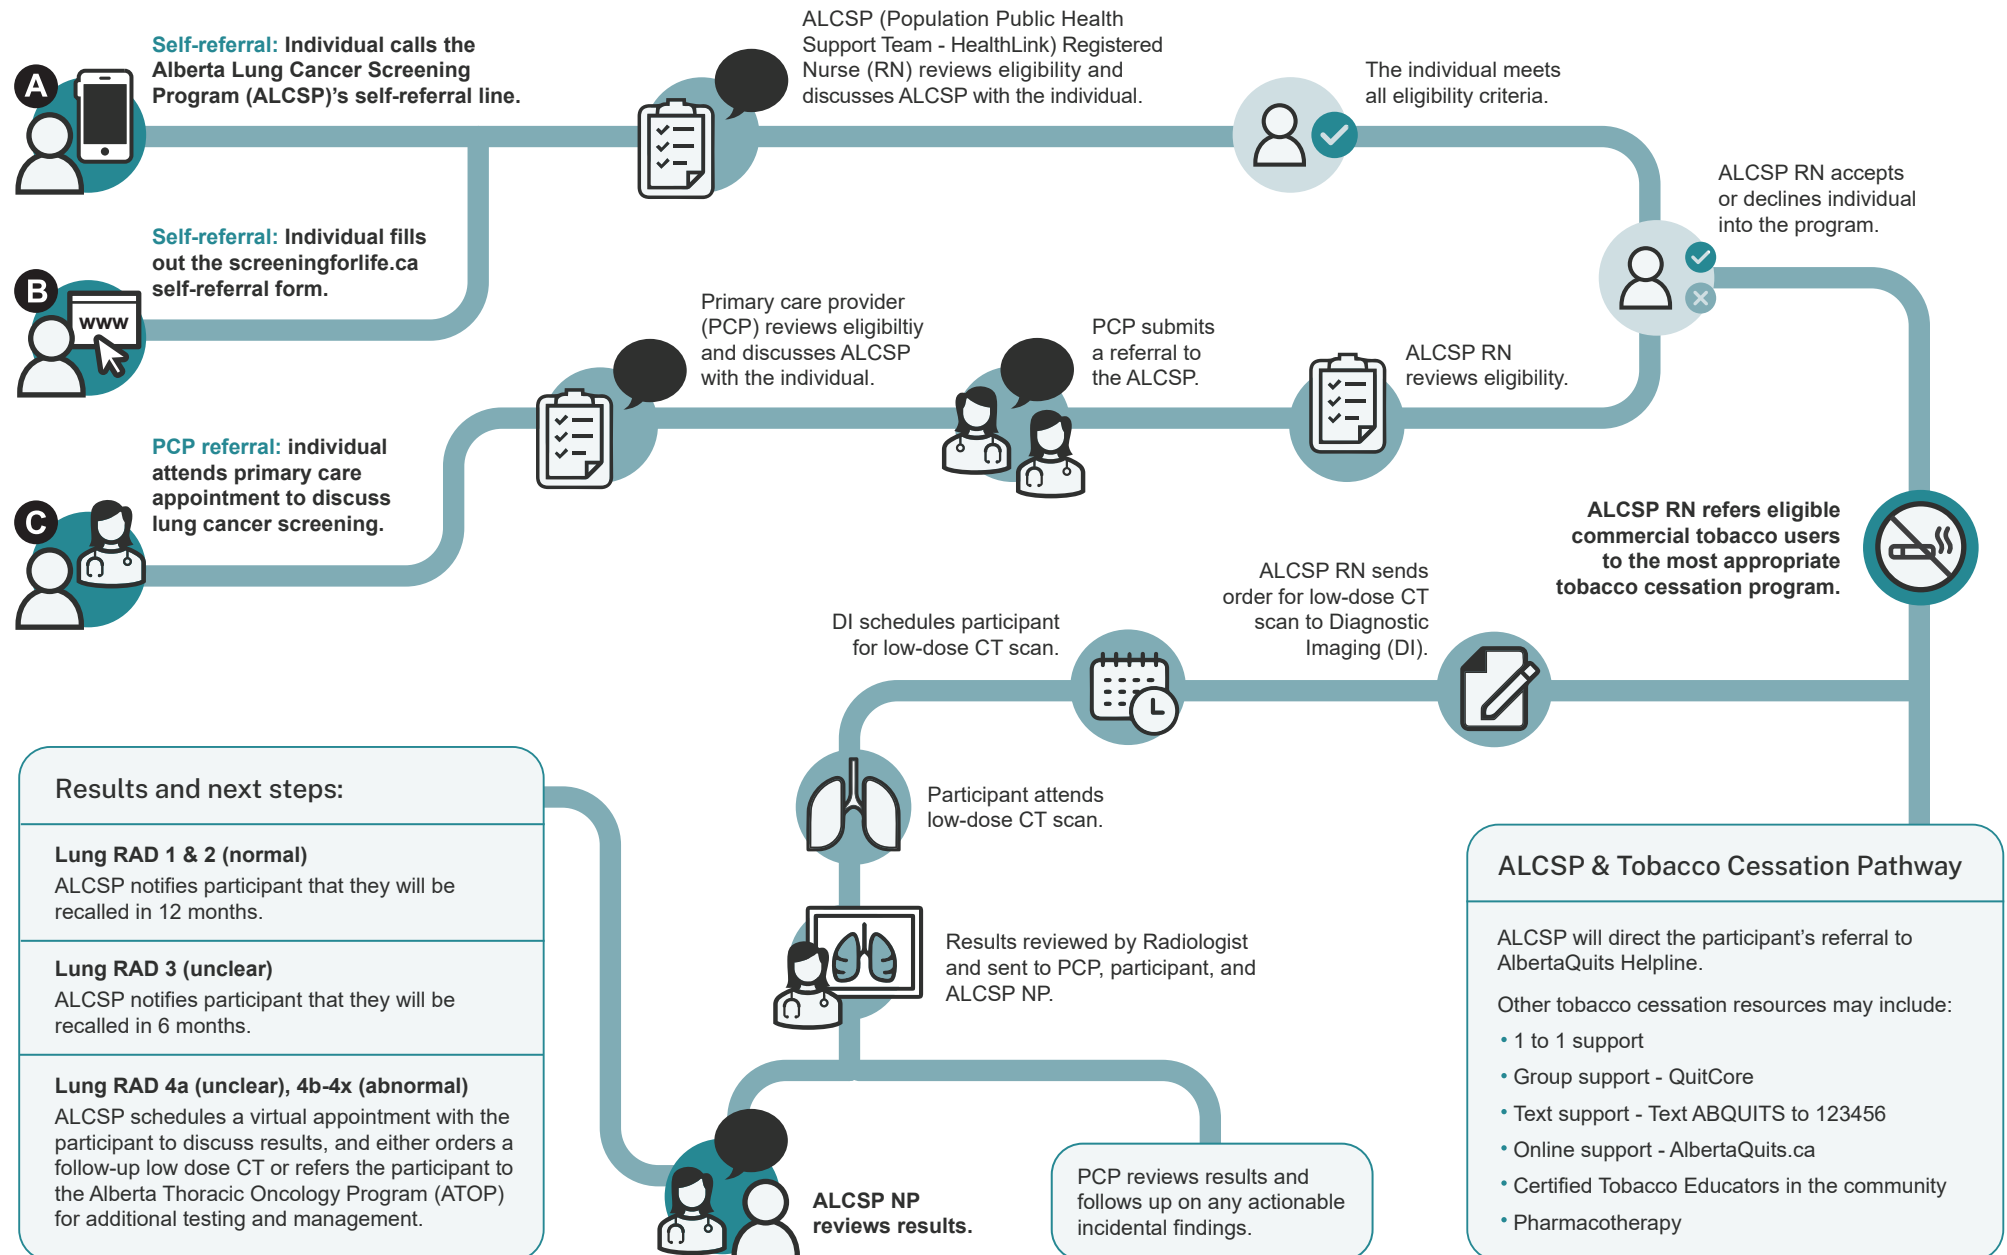 A
Self-referral: Individual calls the
Alberta Lung Cancer Screening
Program (ALCSP)'s self-referral line.
ALCSP (Population Public Health
Support Team - HealthLink) Registered
Nurse (RN) reviews eligibility and
discusses ALCSP with the individual.
The individual meets
all eligibility criteria.
ALCSP RN accepts
or declines individual
into the program.
B
www
Self-referral: Individual fills
out the screeningforlife.ca
self-referral form.
C
PCP referral: individual
attends primary care
appointment to discuss
lung cancer screening.
Primary care provider
(PCP) reviews eligibiltiy
and discusses ALCSP
with the individual.
PCP submits
a referral to
the ALCSP.
ALCSP RN
reviews eligibility.
ALCSP RN refers eligible
commercial tobacco users
to the most appropriate
tobacco cessation program.
ALCSP RN sends
order for low-dose CT
scan to Diagnostic
Imaging (DI).
DI schedules participant
for low-dose CT scan.
Participant attends
low-dose CT scan.
Results reviewed by Radiologist
and sent to PCP, participant, and
ALCSP NP.
ALCSP NP
reviews results.
PCP reviews results and
follows up on any actionable
incidental findings.
Results and next steps:
Lung RAD 1 & 2 (normal)
ALCSP notifies participant that they will be
recalled in 12 months.
Lung RAD 3 (unclear)
ALCSP notifies participant that they will be
recalled in 6 months.
Lung RAD 4a (unclear), 4b-4x (abnormal)
ALCSP schedules a virtual appointment with the
participant to discuss results, and either orders a
follow-up low dose CT or refers the participant to
the Alberta Thoracic Oncology Program (ATOP)
for additional testing and management.
ALCSP & Tobacco Cessation Pathway
ALCSP will direct the participant's referral to
AlbertaQuits Helpline.
Other tobacco cessation resources may include:
• 1 to 1 support
• Group support - QuitCore
• Text support - Text ABQUITS to 123456
• Online support - AlbertaQuits.ca
• Certified Tobacco Educators in the community
• Pharmacotherapy